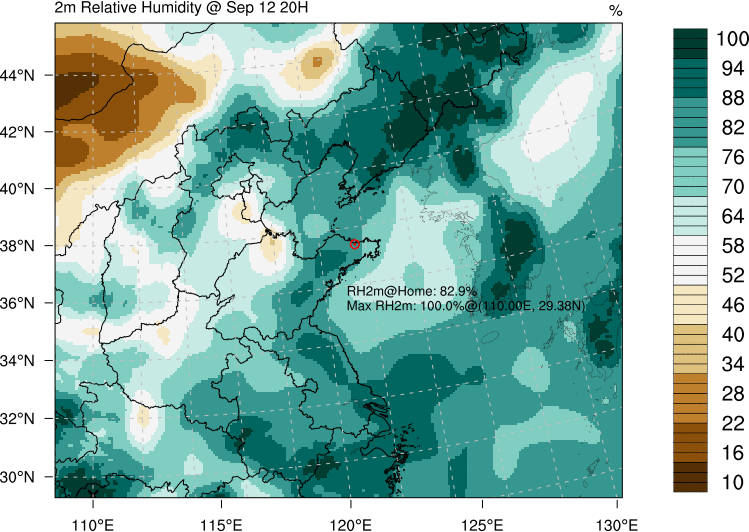 2m Relative Humidity @ Sep 12 20H
%
44°N
42°N
40°N
38°N
36°N
34°N
32°N
30°N
110°E
115°E
120°E
125°E
130°E
RH2m@Home: 82.9%
Max RH2m: 100.0%@(110.00E, 29.38N)
100
94
88
82
76
70
64
58
52
46
40
34
28
22
16
10